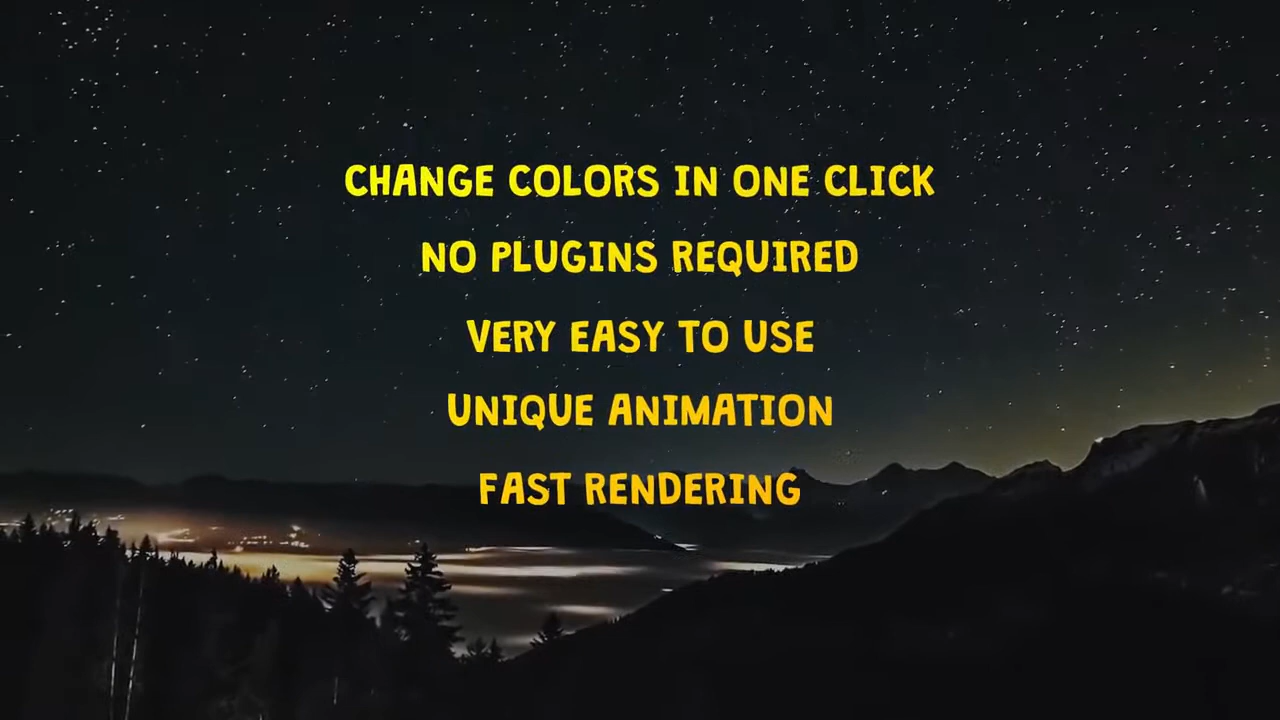 CHANGE COLORS IN ONE CLICK
NO PLUGINS REQUIRED
VERY EASY TO USE
UNIQUE ANIMATION
FAST RENDERING